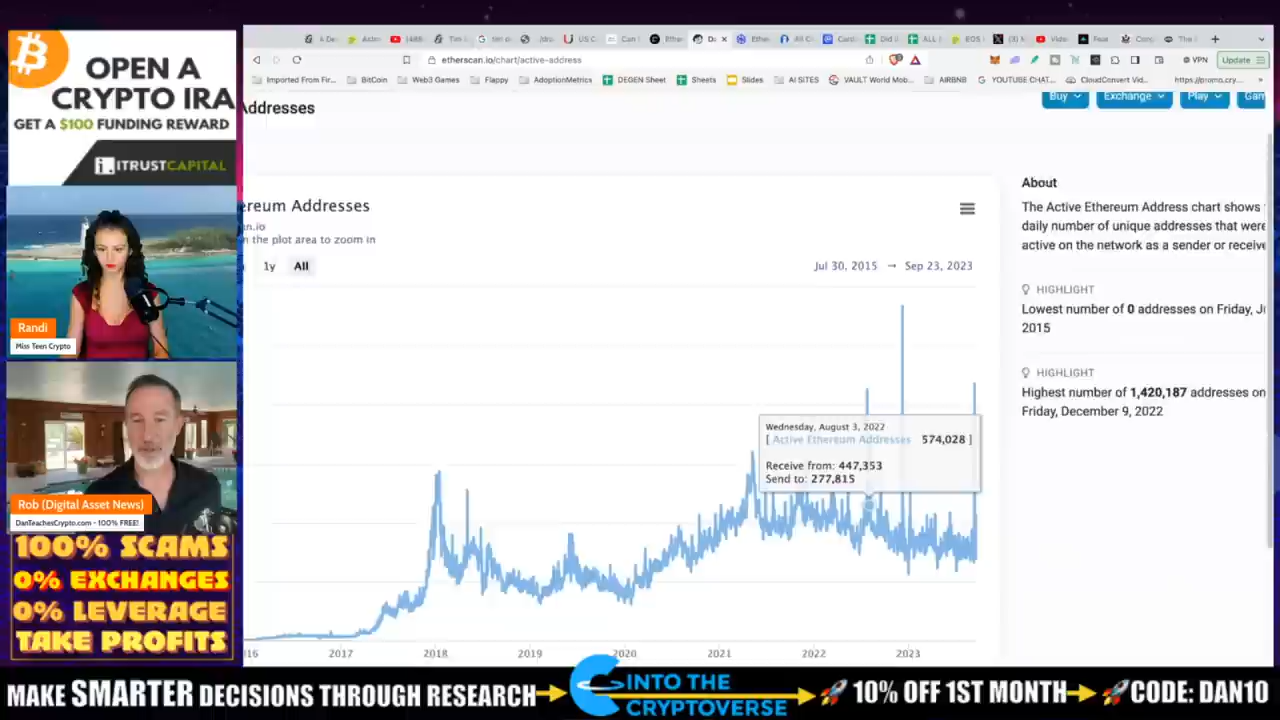 OPEN A
CRYPTO IRA
GET A $100 FUNDING REWARD
i. ITRUSTCAPITAL
Randi
Miss Teen Crypto
Rob (Digital Asset News)
DanTeachesCrypto.com - 100% FREE!
100% SCAMS
0% EXCHANGES
0% LEVERAGE
TAKE PROFITS
etherscan.io/chart/active-address
VPN
Update
Imported From Fir...
BitCoin
Web3 Games
Flappy
AdoptionMetrics
DEGEN Sheet
Sheets
Slides
AI SITES
VAULT World Mob...
AIRBNB
YOUTUBE CHAT...
CloudConvert Vid...
https://promo.cry...
Addresses
Buy
Exchange
Play
Gam
ereum Addresses
an.io
n the plot area to zoom in
1y
All
Jul 30, 2015 → Sep 23, 2023
Wednesday, August 3, 2022
[ Active Ethereum Addresses 574,028 ]
Receive from: 447,353
Send to: 277,815
16 2017 2018 2019 2020 2021 2022 2023
About
The Active Ethereum Address chart shows
daily number of unique addresses that were
active on the network as a sender or receive
HIGHLIGHT
Lowest number of 0 addresses on Friday, Ju
2015
HIGHLIGHT
Highest number of 1,420,187 addresses on
Friday, December 9, 2022
MAKE SMARTER DECISIONS THROUGH RESEARCH
INTO THE
CRYPTOVERSE
10% OFF 1ST MONTH
CODE: DAN10